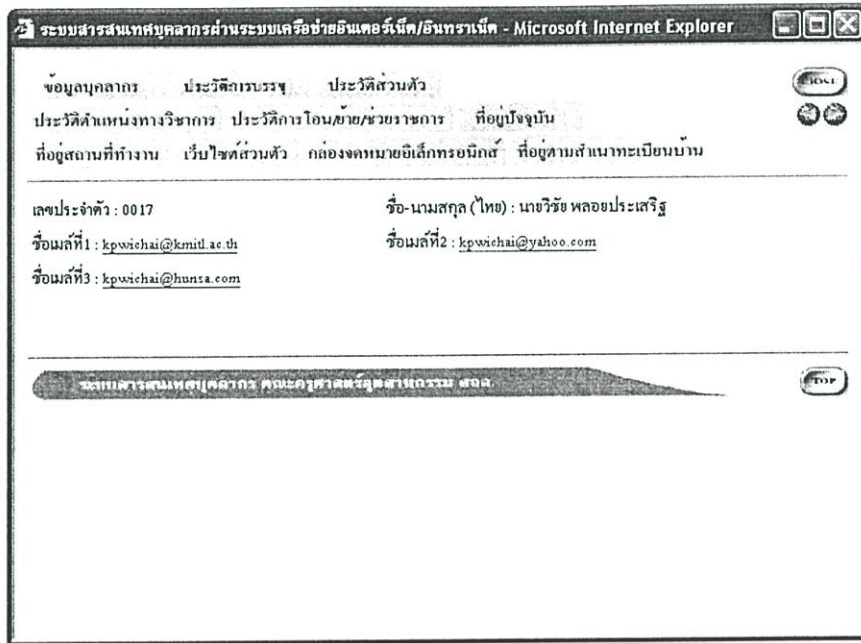 ระบบสารสนเทศบุคลากรผ่านระบบเครือข่ายอินเตอร์เน็ต/อินทราเน็ต - Microsoft Internet Explorer
ข้อมูลบุคลากร ประวัติการบรรจุ ประวัติส่วนตัว CLOSE
ประวัติตำแหน่งทางวิชาการ ประวัติการโอน/ย้าย/ช่วยราชการ ที่อยู่ปัจจุบัน
ที่อยู่สถานที่ทำงาน เว็บไซต์ส่วนตัว กล่องจดหมายอิเล็กทรอนิกส์ ที่อยู่ตามสำเนาทะเบียนบ้าน
เลขประจำตัว : 0017 ชื่อ-นามสกุล (ไทย) : นายวิชัย พลอยประเสริฐ
ชื่อเมล์ที่1 : kpwichai@kmitl.ac.th ชื่อเมล์ที่2 : kpwichai@yahoo.com
ชื่อเมล์ที่3 : kpwichai@hunsa.com
ระบบสารสนเทศบุคลากร คณะครุศาสตร์อุตสาหกรรม สจล. TOP